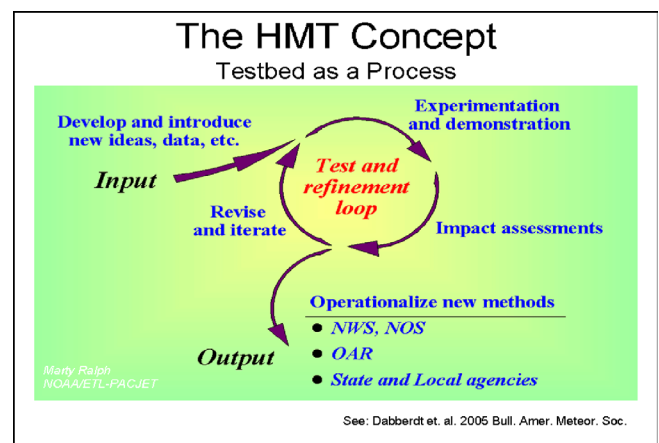 The HMT Concept
Testbed as a Process
Develop and introduce
new ideas, data, etc.
Experimentation
and demonstration
Input
Test and
refinement
loop
Revise
and iterate
Impact assessments
Operationalize new methods
● NWS, NOS
● OAR
● State and Local agencies
Output
Marty Ralph
NOAA/ETL-PACJET
See: Dabberdt et. al. 2005 Bull. Amer. Meteor. Soc.